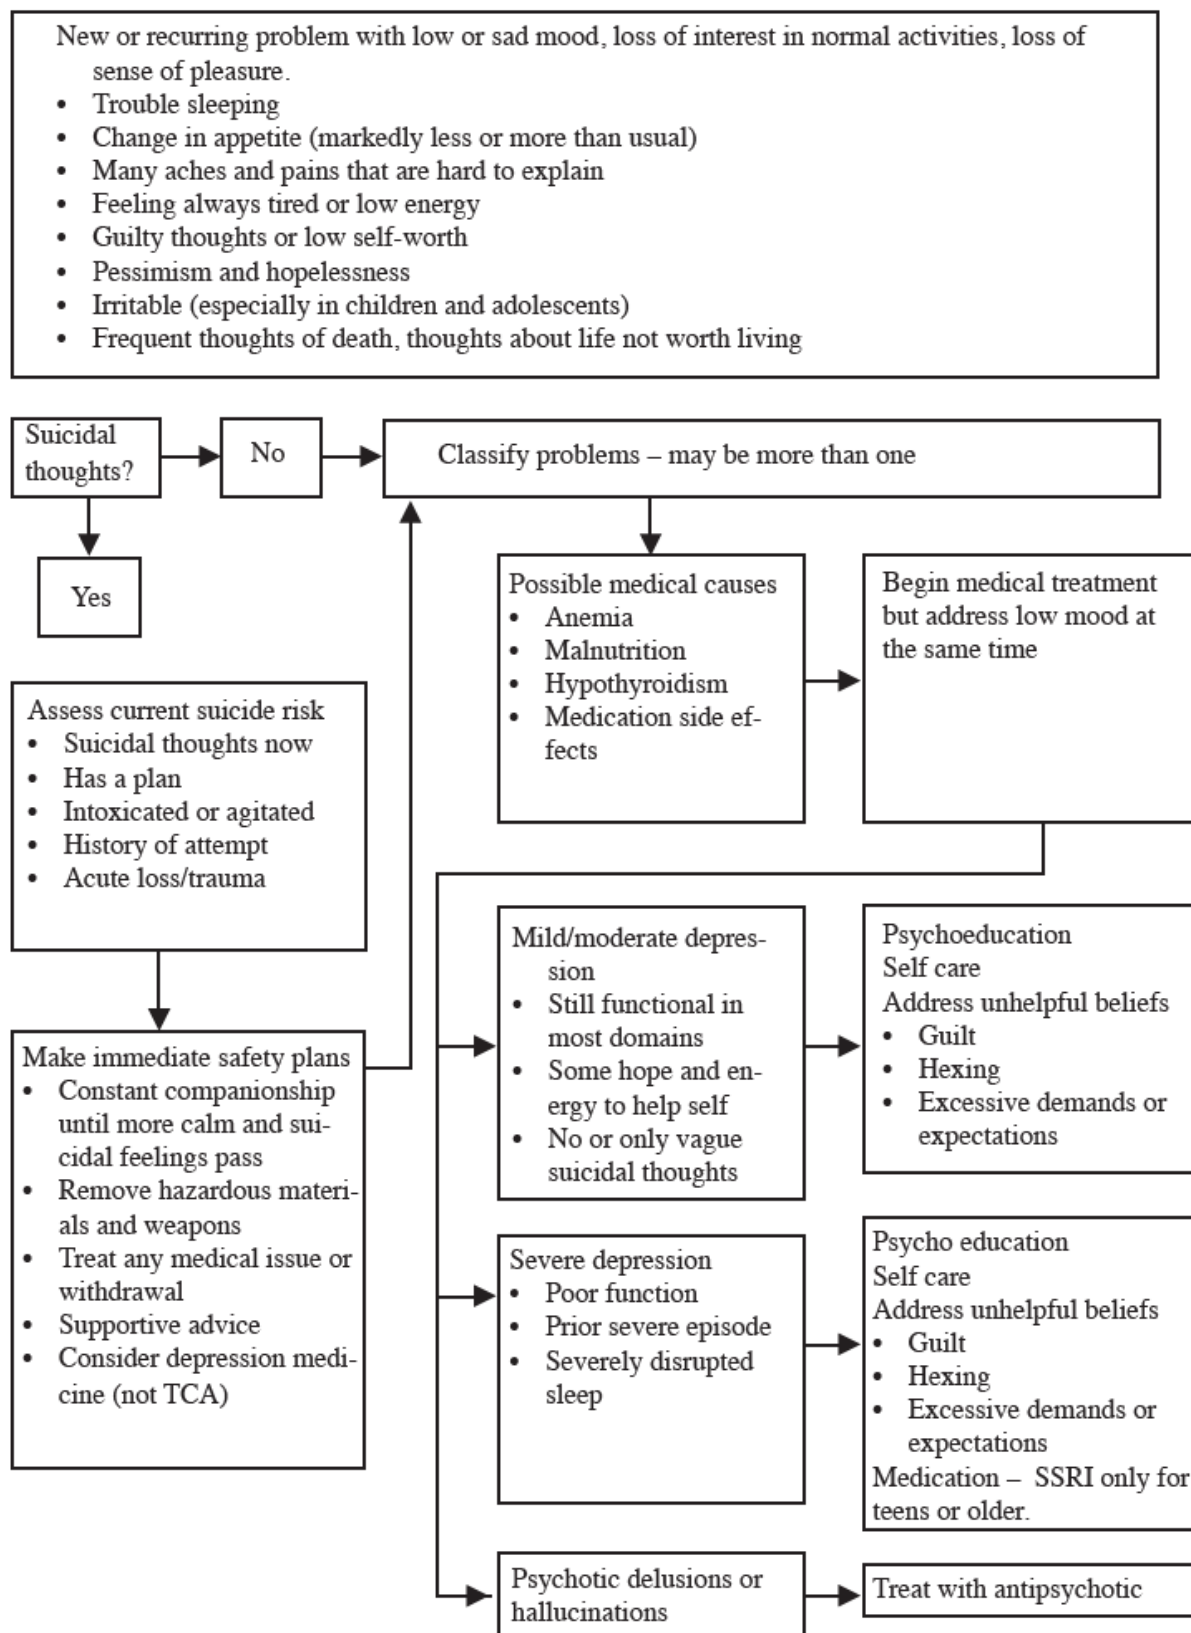 New or recurring problem with low or sad mood, loss of interest in normal activities, loss of
sense of pleasure.
• Trouble sleeping
• Change in appetite (markedly less or more than usual)
• Many aches and pains that are hard to explain
• Feeling always tired or low energy
• Guilty thoughts or low self-worth
• Pessimism and hopelessness
• Irritable (especially in children and adolescents)
• Frequent thoughts of death, thoughts about life not worth living
Suicidal
thoughts?
No
Classify problems – may be more than one
Yes
Assess current suicide risk
• Suicidal thoughts now
• Has a plan
• Intoxicated or agitated
• History of attempt
• Acute loss/trauma
Make immediate safety plans
• Constant companionship
until more calm and sui-
cidal feelings pass
• Remove hazardous materi-
als and weapons
• Treat any medical issue or
withdrawal
• Supportive advice
• Consider depression medi-
cine (not TCA)
Possible medical causes
• Anemia
• Malnutrition
• Hypothyroidism
• Medication side ef-
fects
Begin medical treatment
but address low mood at
the same time
Mild/moderate depres-
sion
• Still functional in
most domains
• Some hope and en-
ergy to help self
• No or only vague
suicidal thoughts
Psychoeducation
Self care
Address unhelpful beliefs
• Guilt
• Hexing
• Excessive demands or
expectations
Severe depression
• Poor function
• Prior severe episode
• Severely disrupted
sleep
Psycho education
Self care
Address unhelpful beliefs
• Guilt
• Hexing
• Excessive demands or
expectations
Medication – SSRI only for
teens or older.
Psychotic delusions or
hallucinations
Treat with antipsychotic